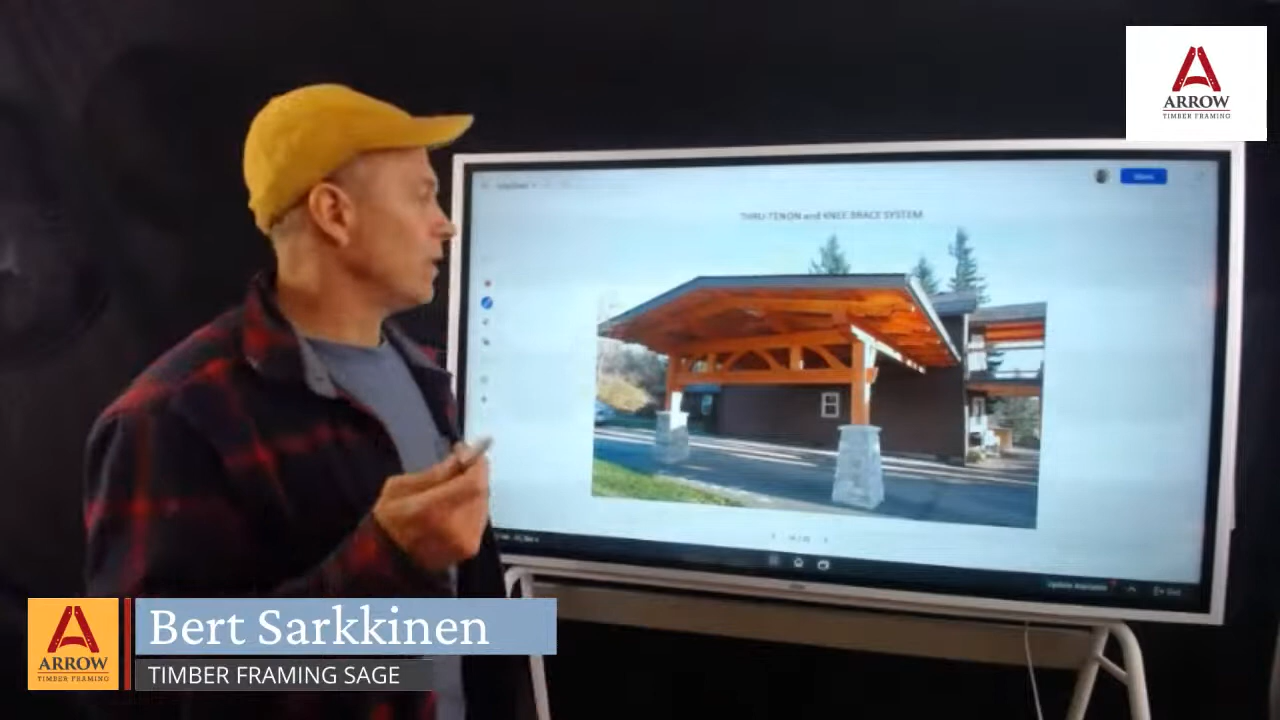 ARROW
TIMBER FRAMING
THRU-TENON and KNEE BRACE SYSTEM
Bert Sarkkinen
TIMBER FRAMING SAGE
ARROW
TIMBER FRAMING